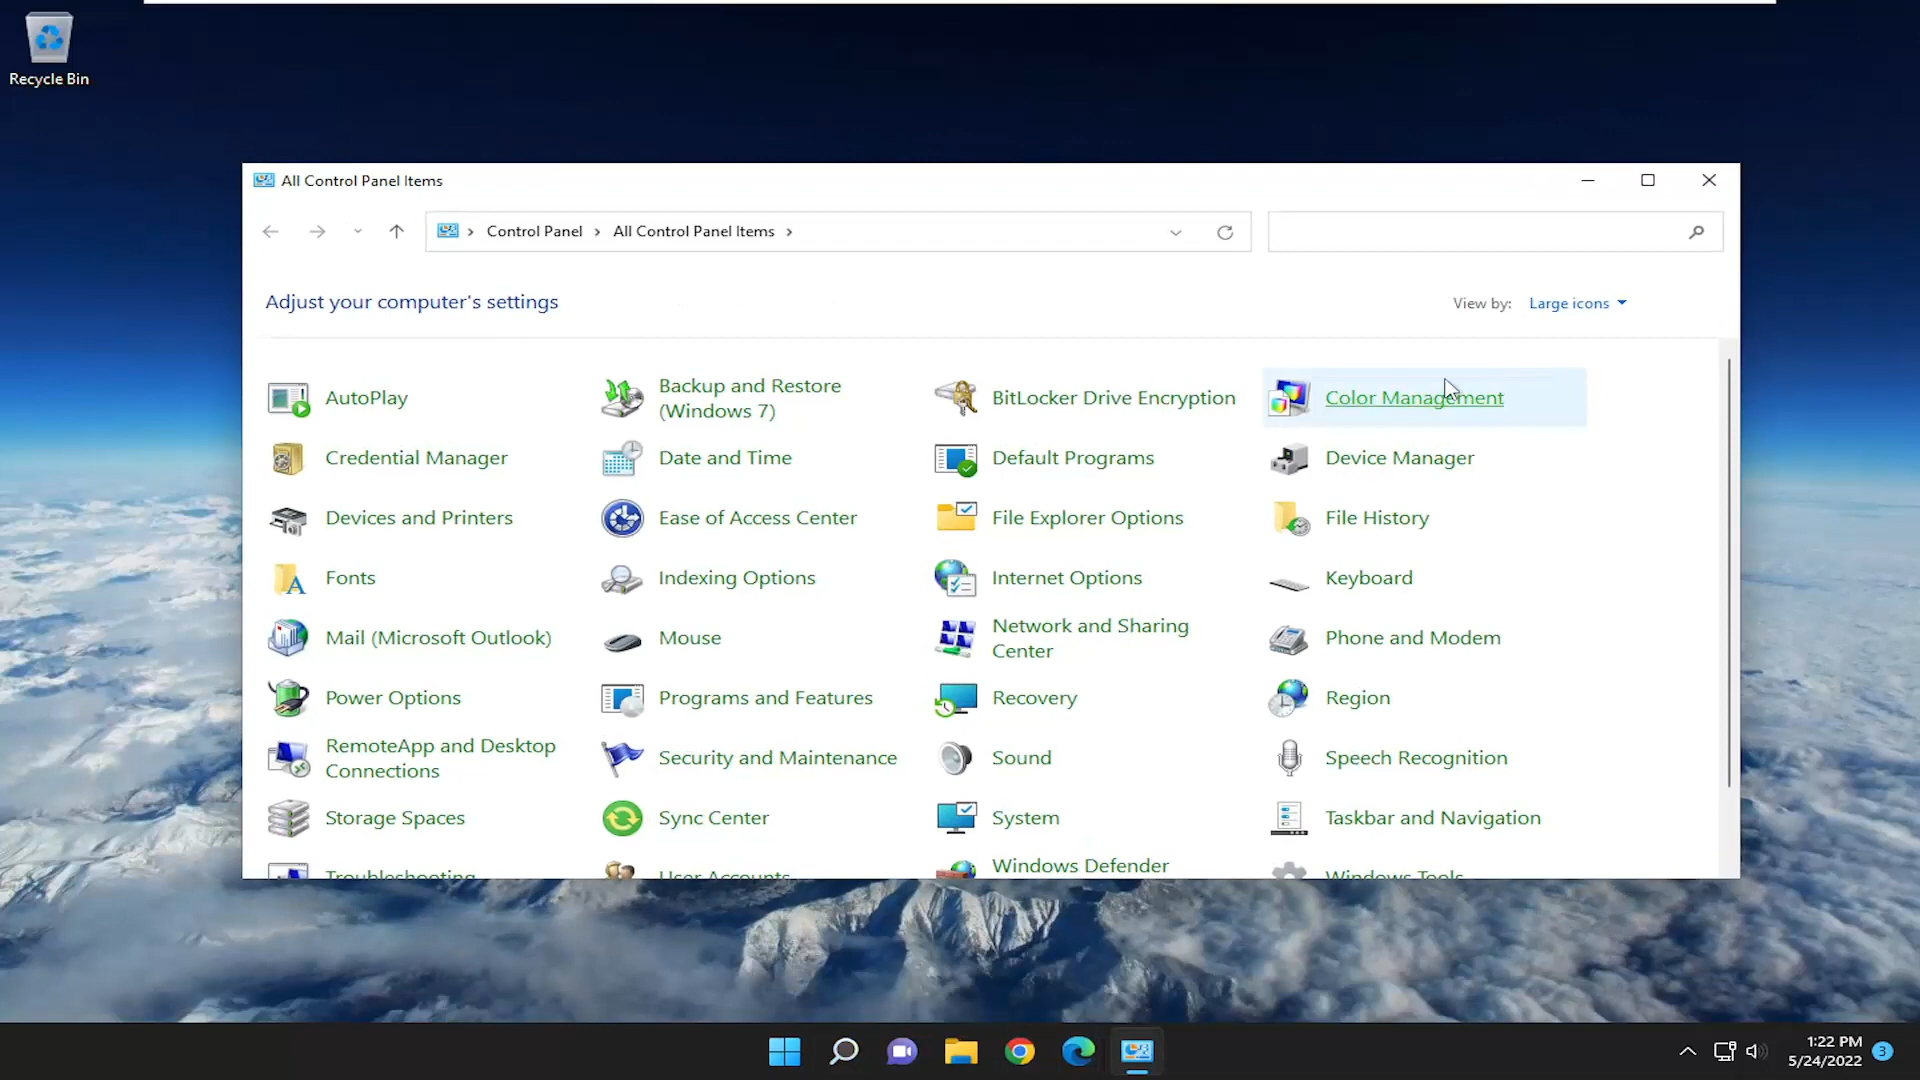 Recycle Bin
All Control Panel Items
Control Panel
All Control Panel Items
Adjust your computer's settings
View by:
Large icons
AutoPlay
Backup and Restore
(Windows 7)
BitLocker Drive Encryption
Color Management
Credential Manager
Date and Time
Default Programs
Device Manager
Devices and Printers
Ease of Access Center
File Explorer Options
File History
Fonts
Indexing Options
Internet Options
Keyboard
Mail (Microsoft Outlook)
Mouse
Network and Sharing
Center
Phone and Modem
Power Options
Programs and Features
Recovery
Region
RemoteApp and Desktop
Connections
Security and Maintenance
Sound
Speech Recognition
Storage Spaces
Sync Center
System
Taskbar and Navigation
Troubleshooting
User Accounts
Windows Defender
Windows Tools
1:22 PM
5/24/2022
3